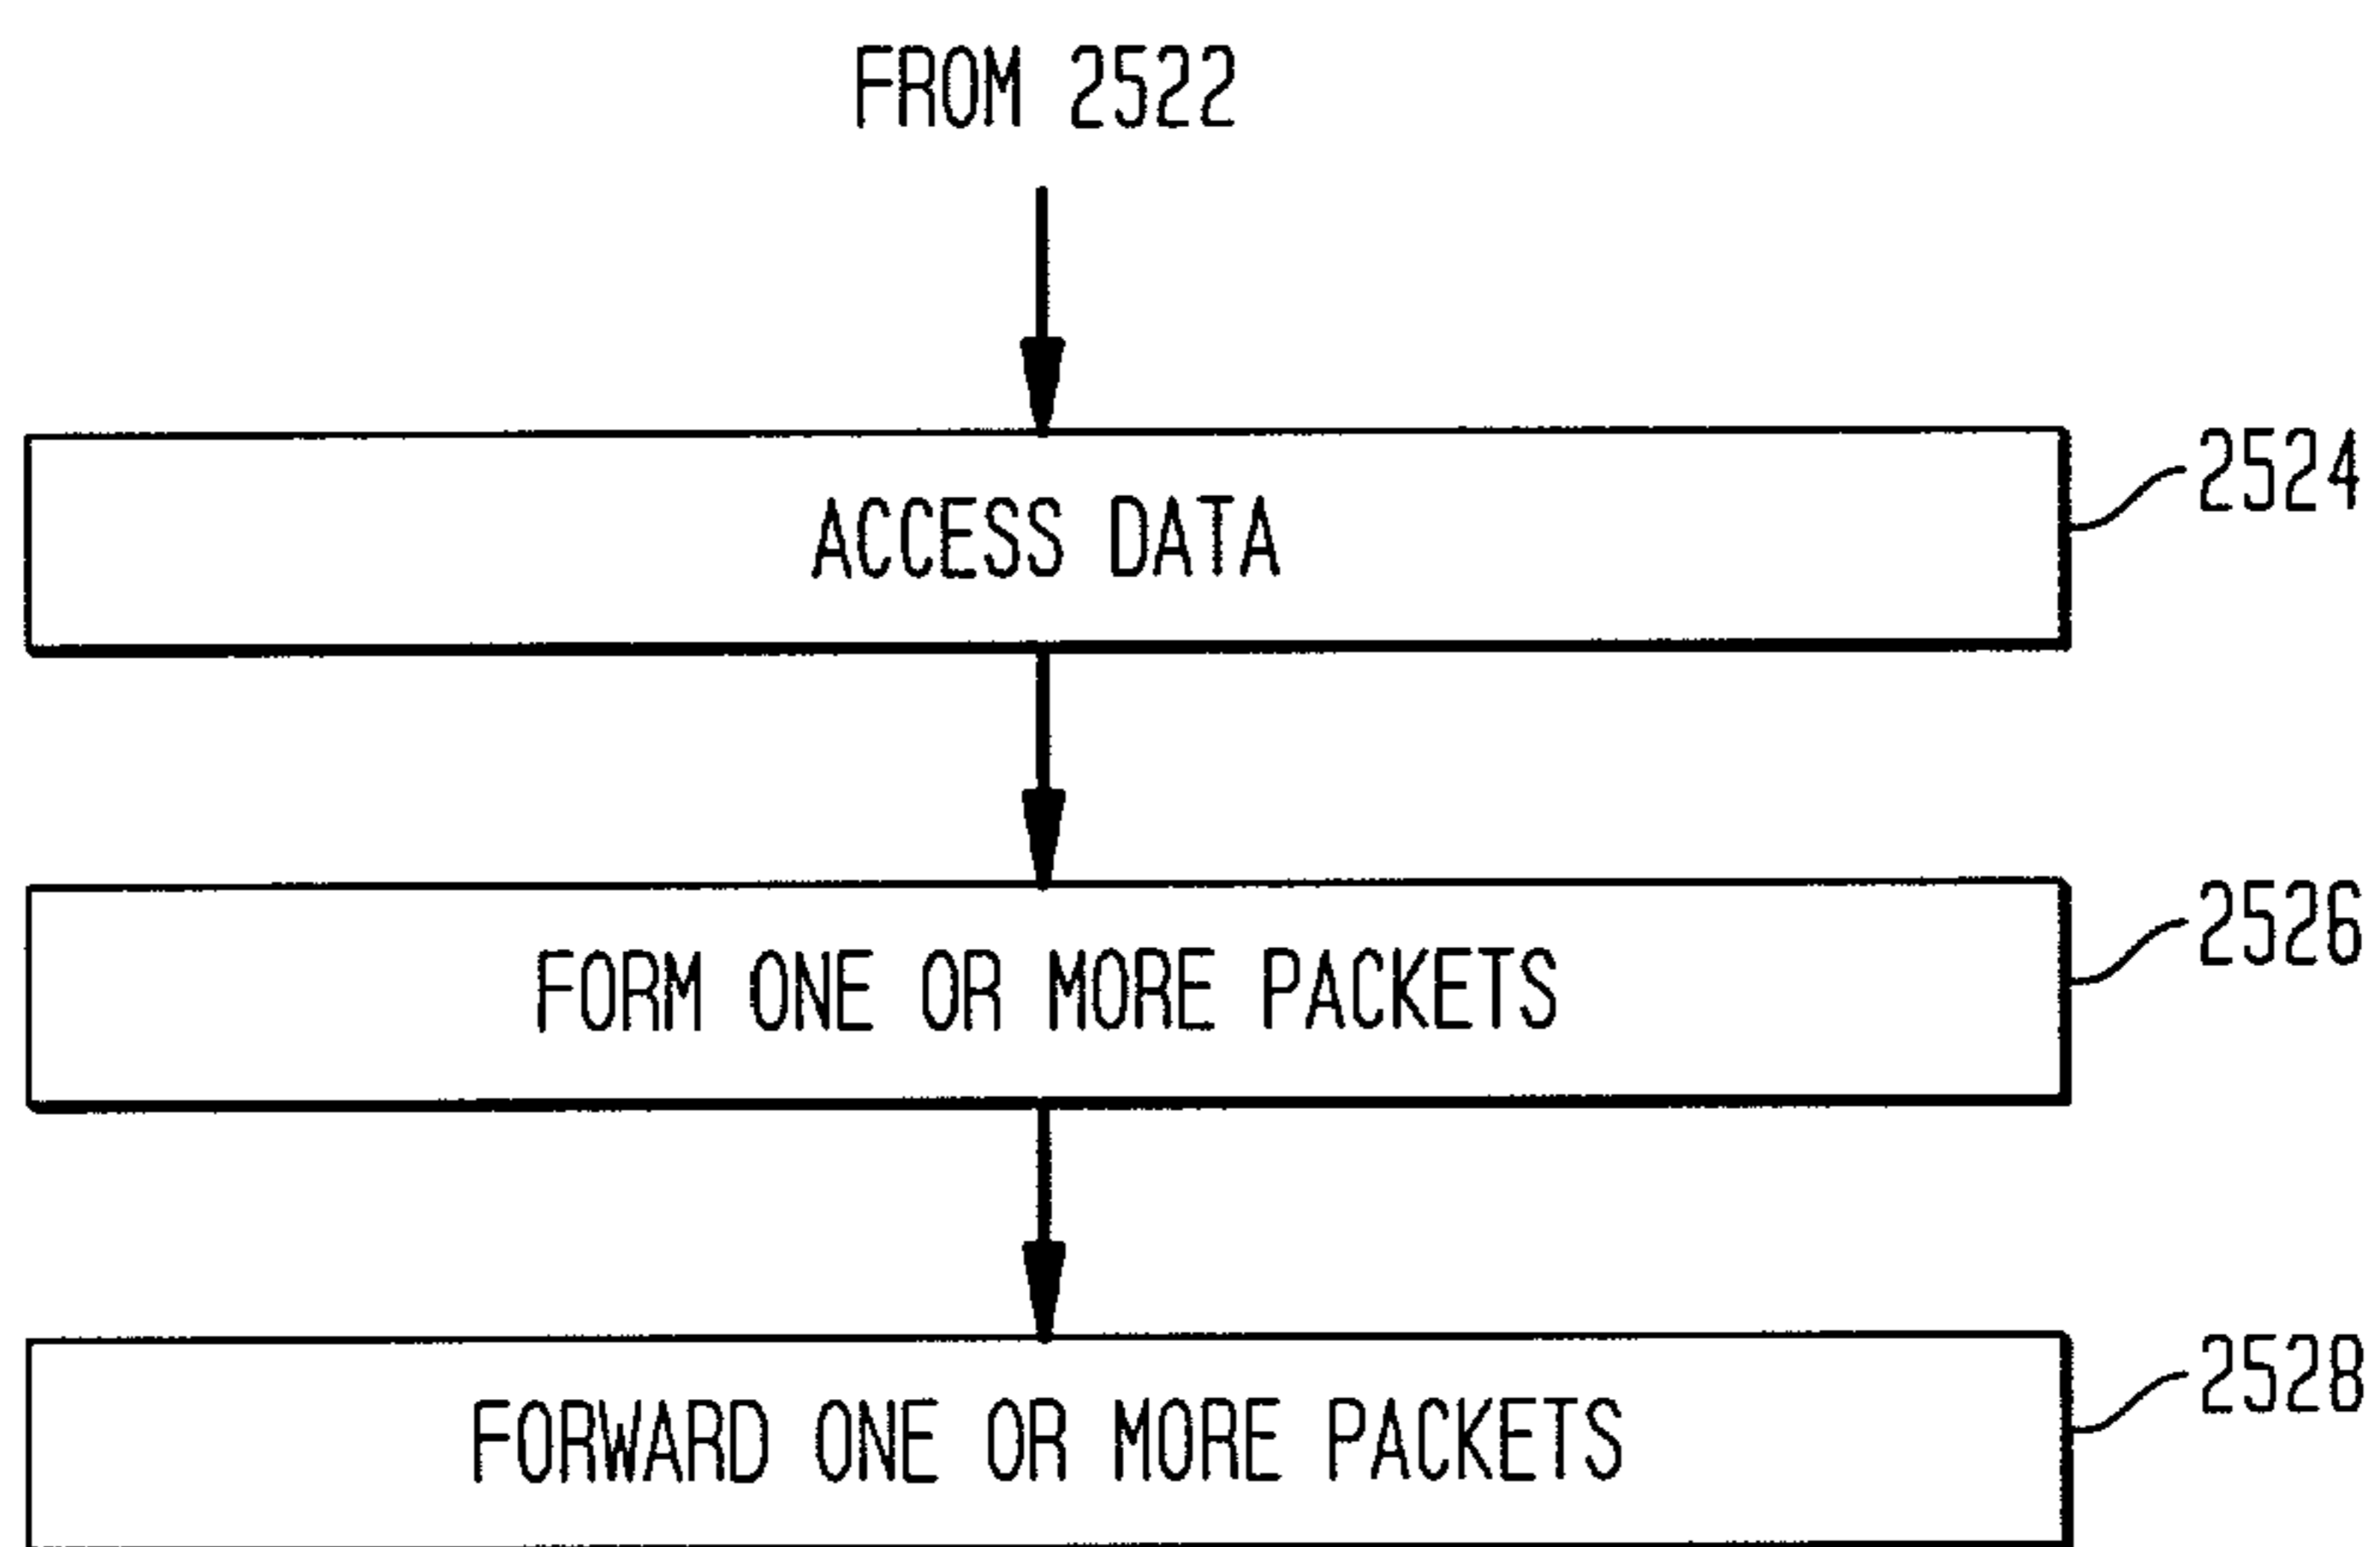 FROM 2522
ACCESS DATA
2524
FORM ONE OR MORE PACKETS
2526
FORWARD ONE OR MORE PACKETS
2528